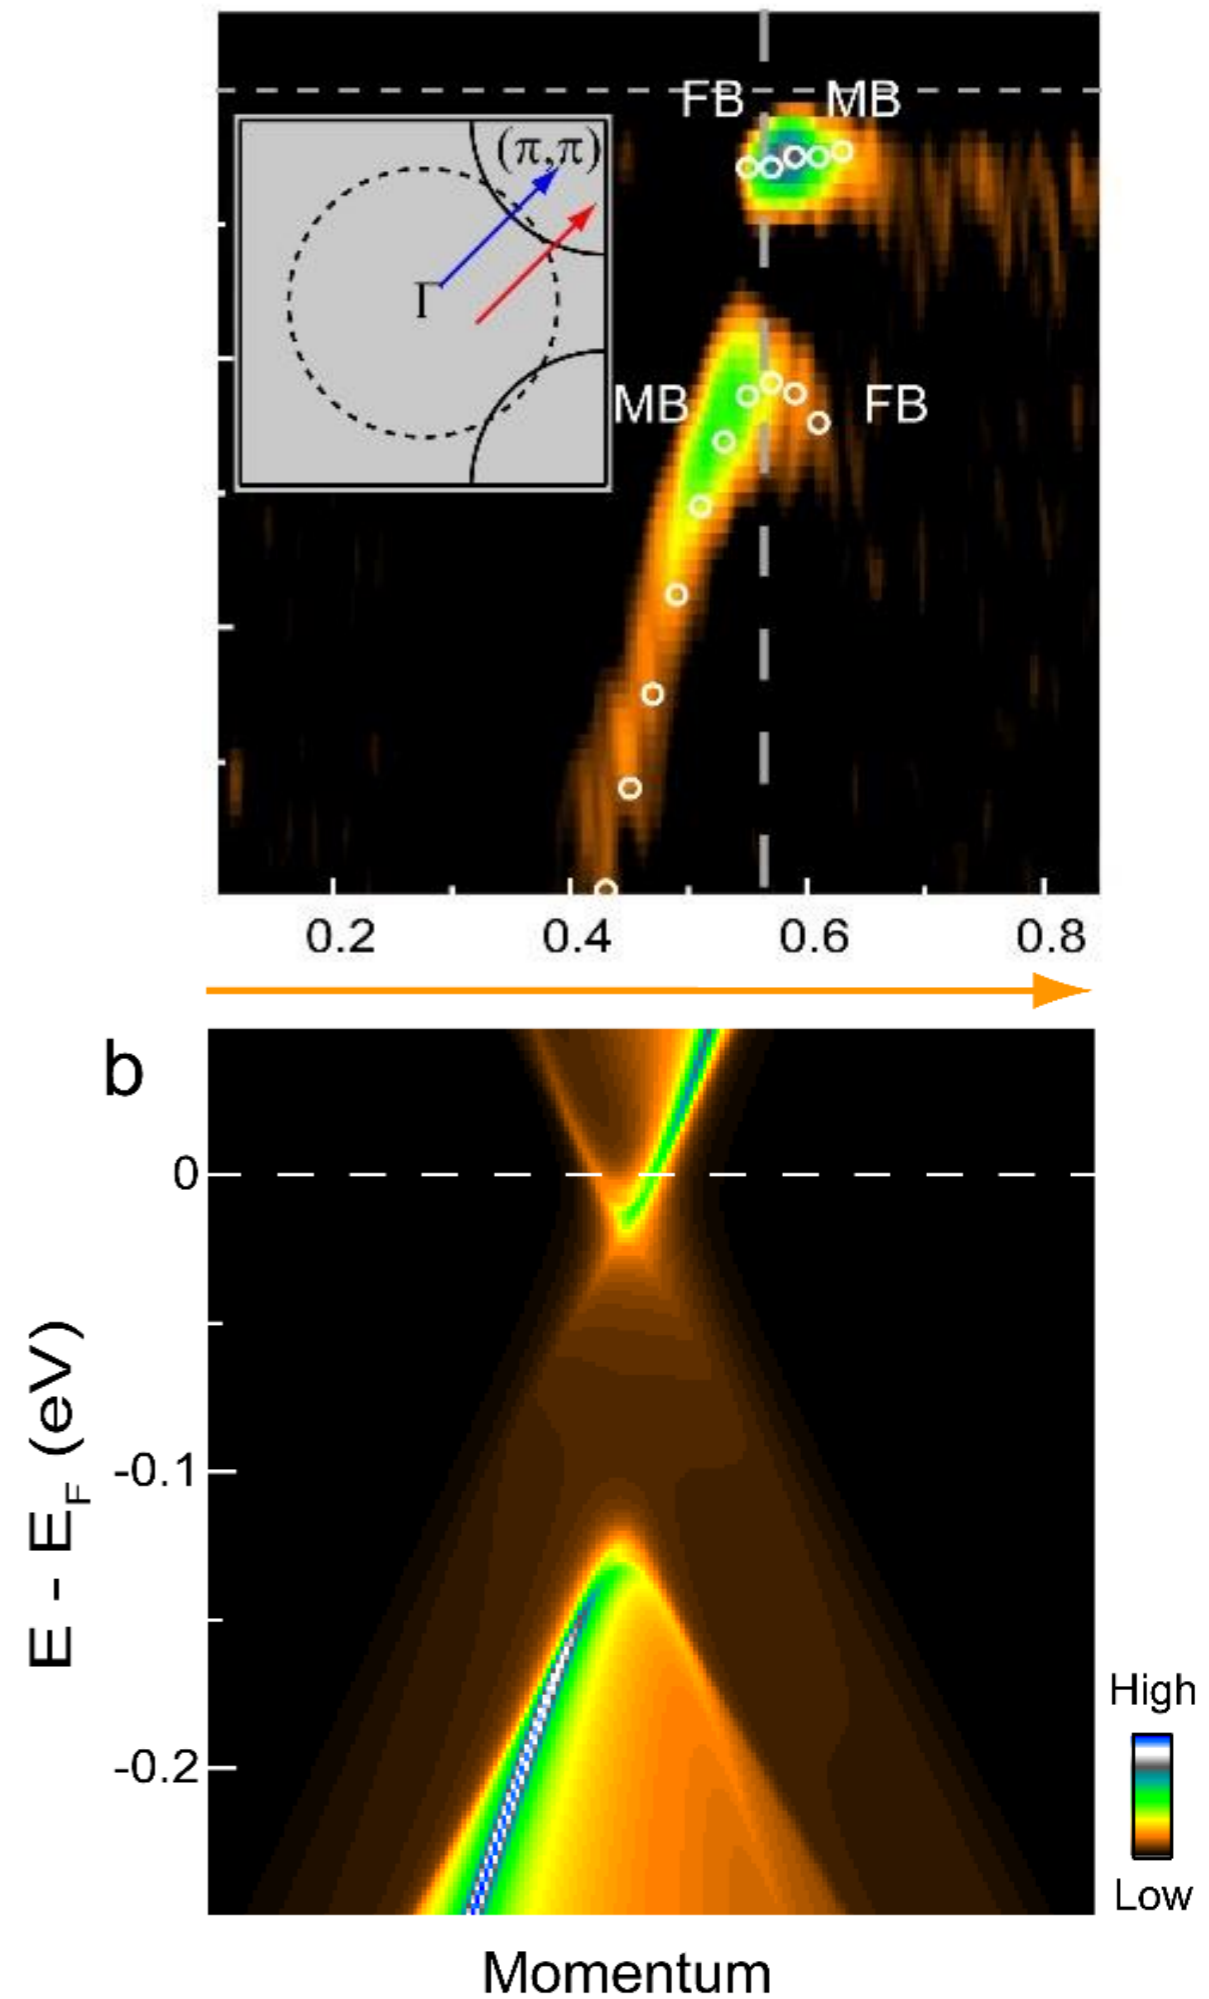 FB MB
(π,π)
Γ
MB FB
0.2 0.4 0.6 0.8
b
0
-0.1
-0.2
E - E_F (eV)
High
Low
Momentum